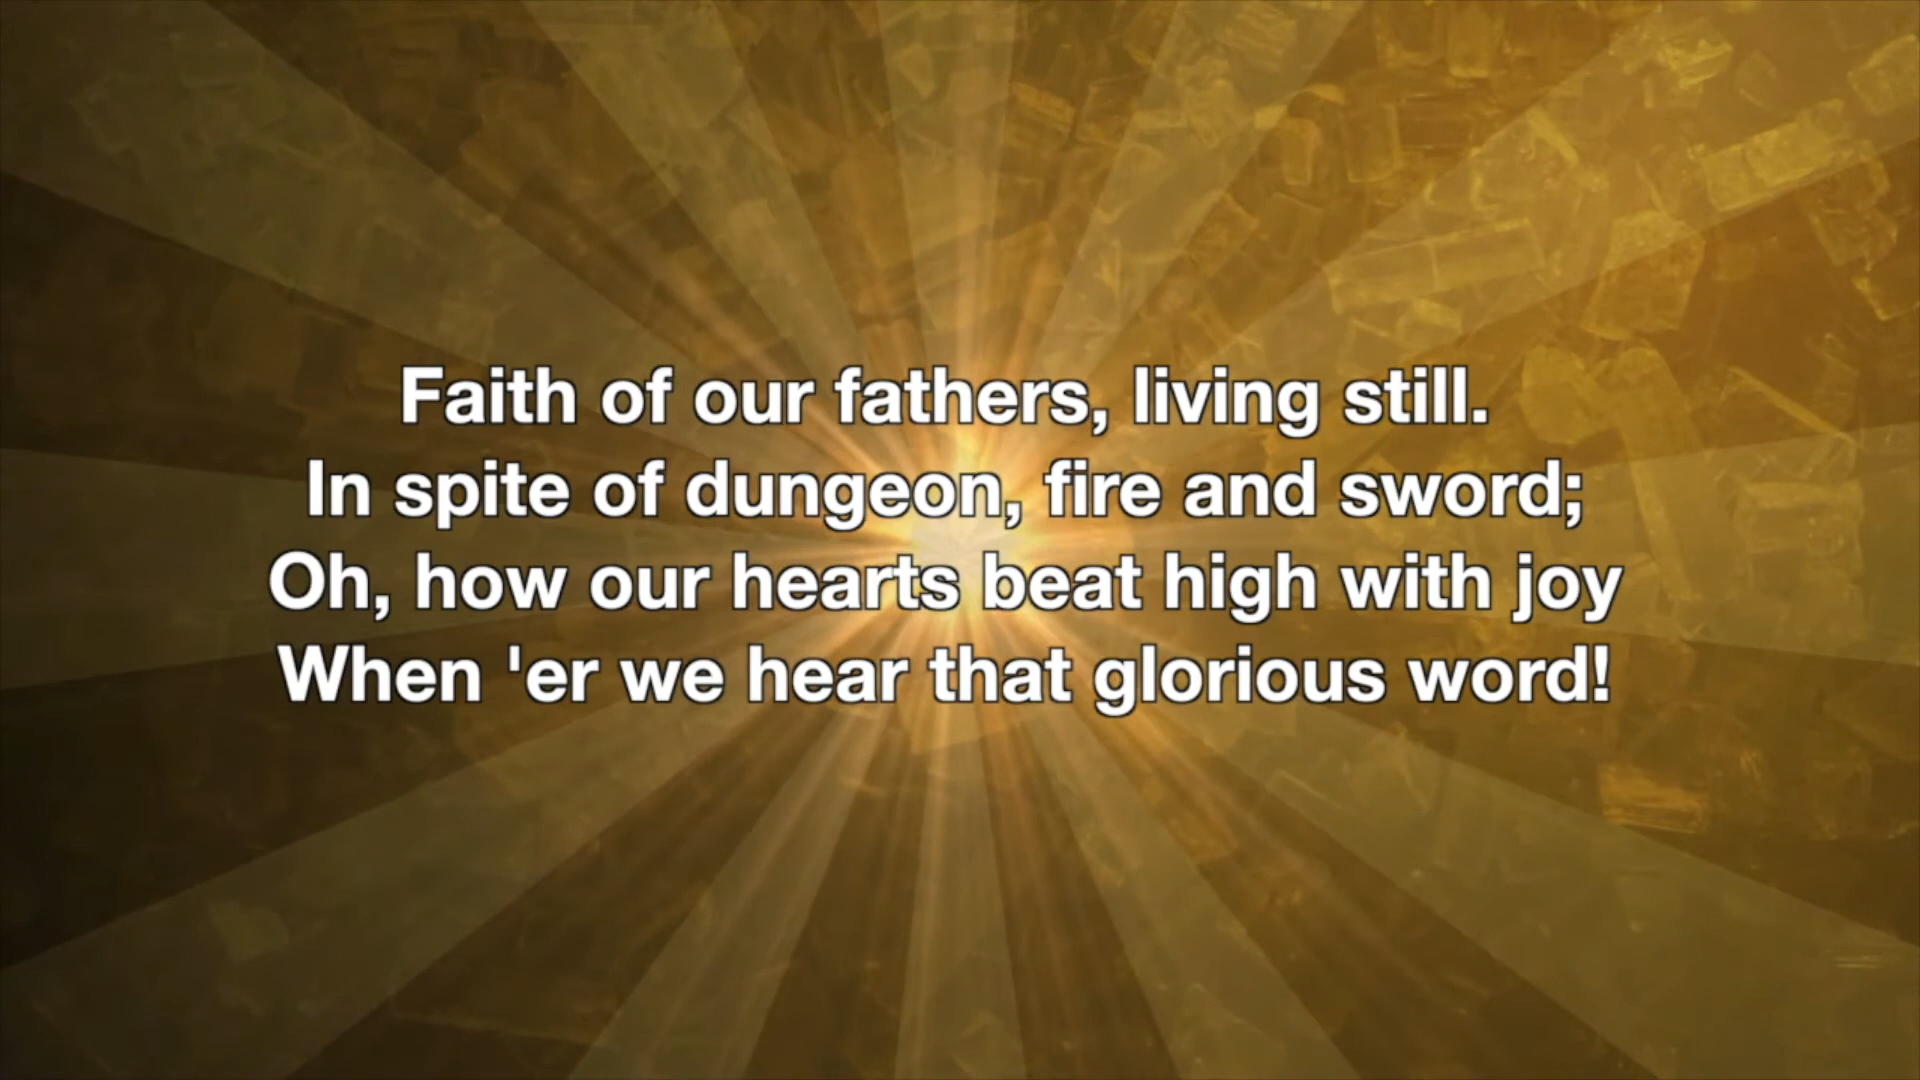 Faith of our fathers, living still.
In spite of dungeon, fire and sword;
Oh, how our hearts beat high with joy
When 'er we hear that glorious word!